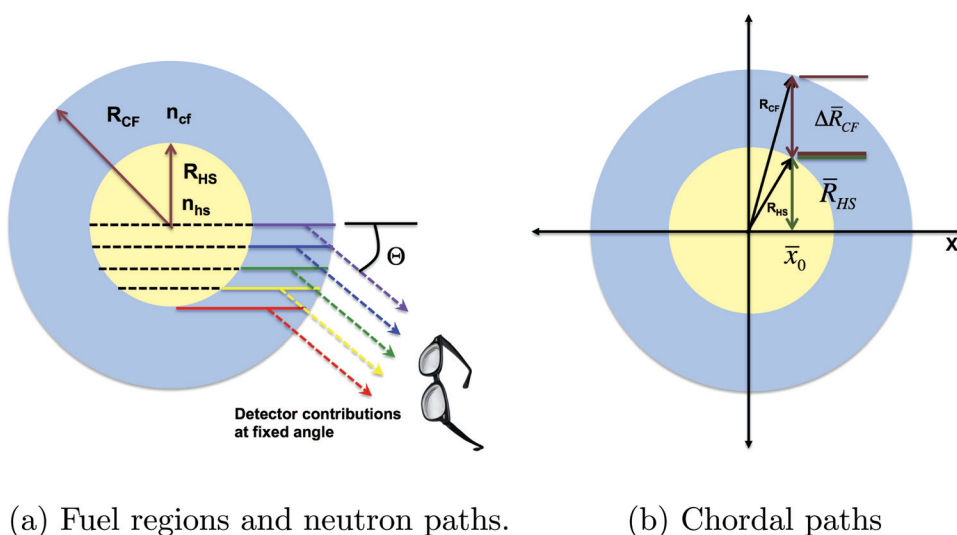 R_CF
n_cf
R_HS
n_hs
Θ
Detector contributions
at fixed angle
R_CF
ΔR̅_CF
R_HS
R̅_HS
x̅_0
X
(a) Fuel regions and neutron paths.
(b) Chordal paths